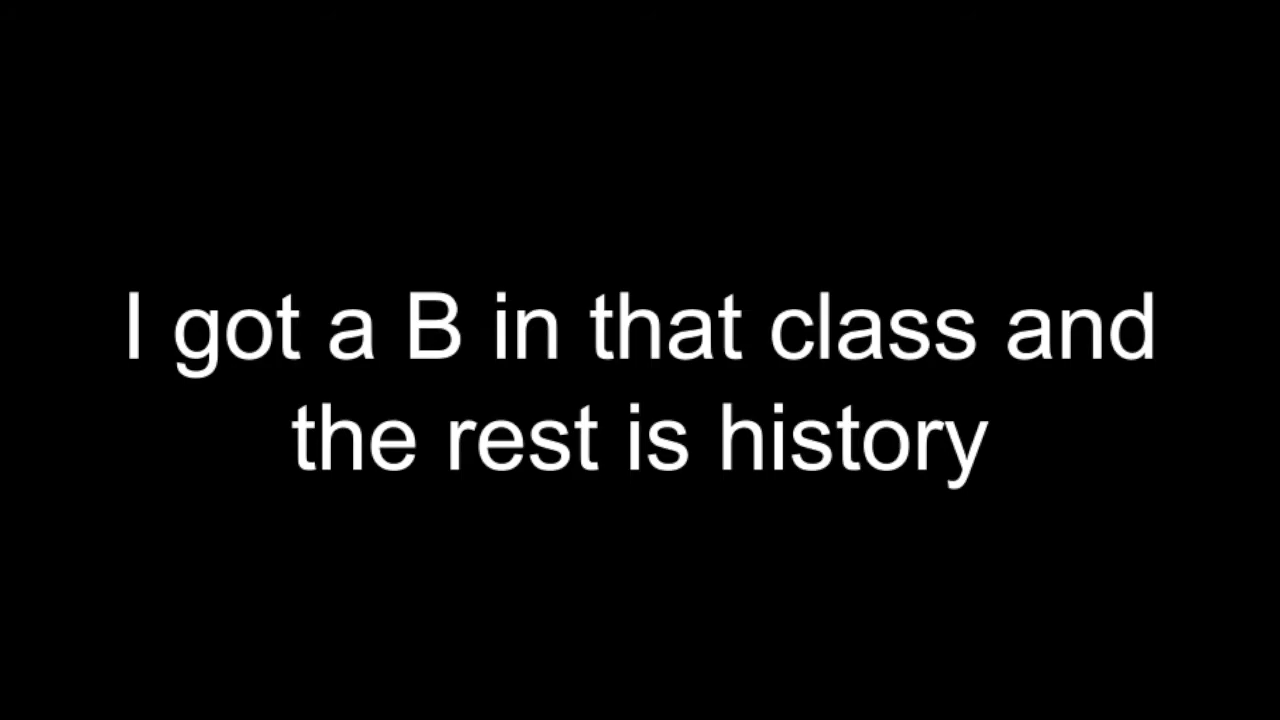 I got a B in that class and
the rest is history